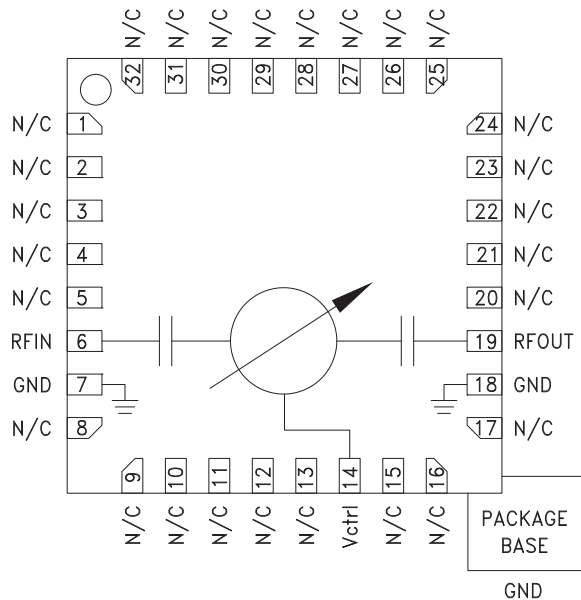 N/C N/C N/C N/C N/C N/C N/C N/C
32 31 30 29 28 27 26 25
N/C 1 24 N/C
N/C 2 23 N/C
N/C 3 22 N/C
N/C 4 21 N/C
N/C 5 20 N/C
RFIN 6 19 RFOUT
GND 7 18 GND
N/C 8 17 N/C
9 10 11 12 13 14 15 16
N/C N/C N/C N/C N/C Vctrl N/C N/C
PACKAGE
BASE
GND